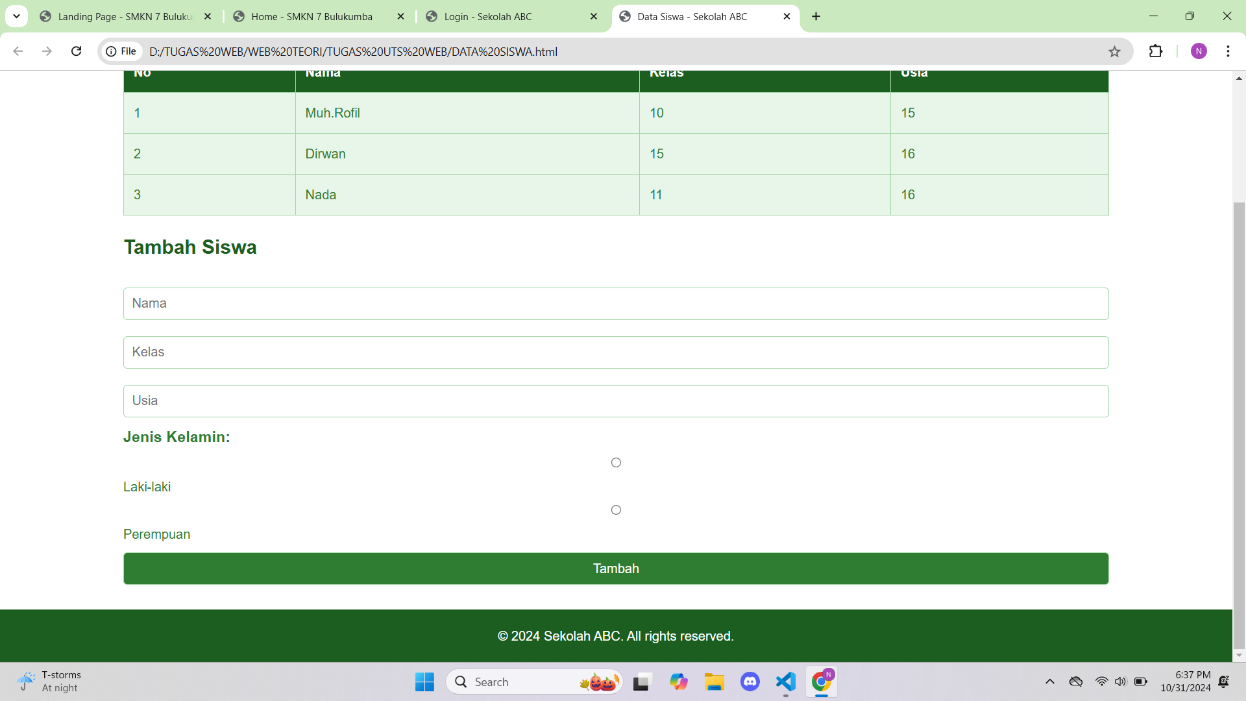 Landing Page - SMKN 7 Buluku
Home - SMKN 7 Bulukumba
Login - Sekolah ABC
Data Siswa - Sekolah ABC
File D:/TUGAS%20WEB/WEB%20TEORI/TUGAS%20UTS%20WEB/DATA%20SISWA.html
N
No Nama Kelas Usia
1 Muh.Rofil 10 15
2 Dirwan 15 16
3 Nada 11 16
Tambah Siswa
Nama
Kelas
Usia
Jenis Kelamin:
Laki-laki
Perempuan
Tambah
© 2024 Sekolah ABC. All rights reserved.
T-storms
At night
Search
N
6:37 PM
10/31/2024